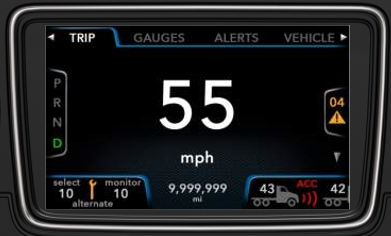 TRIP GAUGES ALERTS VEHICLE
P
R
N
D
55
mph
04
select monitor
10 10
alternate
9,999,999
mi
43 ACC 42